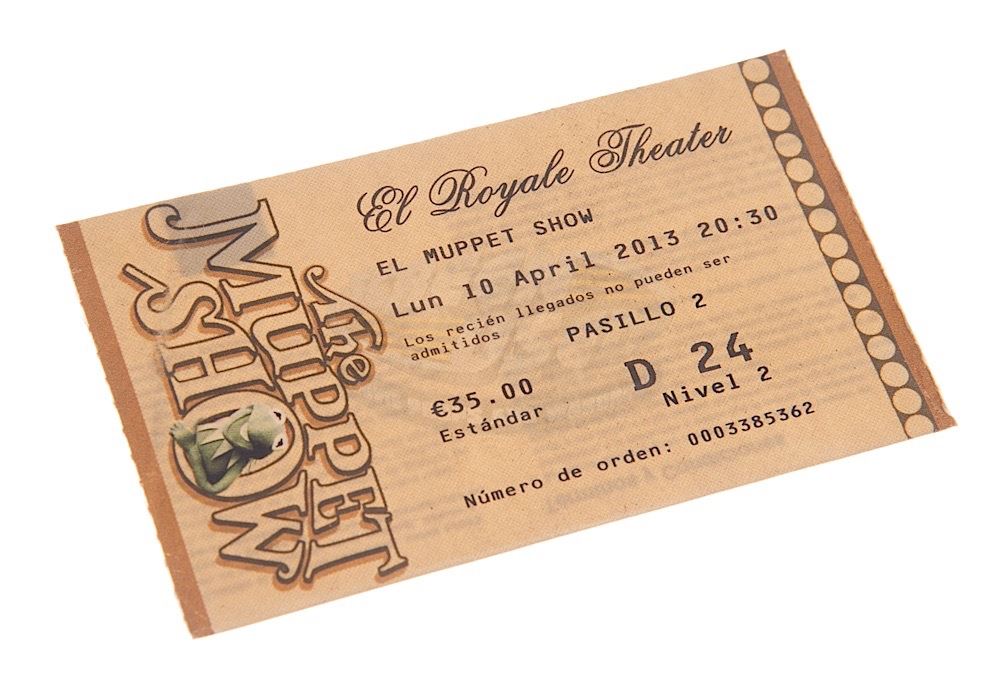 The
MUPPET
SHOW
El Royale Theater
EL MUPPET SHOW
Lun 10 April 2013 20:30
Los recién llegados no pueden ser
admitidos
PASILLO 2
€35.00
Estándar
D 24
Nivel 2
Número de orden: 0003385362